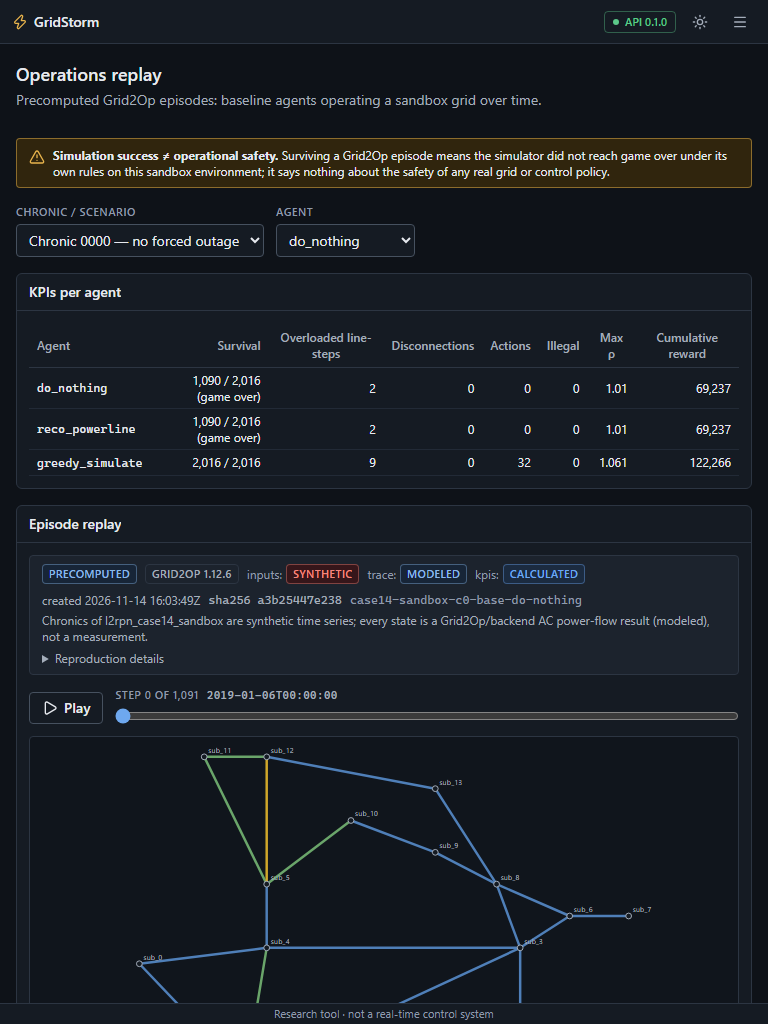 GridStorm
API 0.1.0
Operations replay
Precomputed Grid2Op episodes: baseline agents operating a sandbox grid over time.
Simulation success ≠ operational safety. Surviving a Grid2Op episode means the simulator did not reach game over under its
own rules on this sandbox environment; it says nothing about the safety of any real grid or control policy.
CHRONIC / SCENARIO
AGENT
Chronic 0000 — no forced outage
do_nothing
KPIs per agent
Agent Survival Overloaded line-steps Disconnections Actions Illegal Max ρ Cumulative reward
do_nothing 1,090 / 2,016 (game over) 2 0 0 0 1.01 69,237
reco_powerline 1,090 / 2,016 (game over) 2 0 0 0 1.01 69,237
greedy_simulate 2,016 / 2,016 9 0 32 0 1.061 122,266
Episode replay
PRECOMPUTED GRID2OP 1.12.6 inputs: SYNTHETIC trace: MODELED kpis: CALCULATED
created 2026-11-14 16:03:49Z sha256 a3b25447e238 case14-sandbox-c0-base-do-nothing
Chronics of l2rpn_case14_sandbox are synthetic time series; every state is a Grid2Op/backend AC power-flow result (modeled),
not a measurement.
Reproduction details
Play
STEP 0 OF 1,091 2019-01-06T00:00:00
sub_11
sub_12
sub_13
sub_10
sub_9
sub_5
sub_8
sub_6
sub_7
sub_4
sub_3
sub_0
Research tool · not a real-time control system